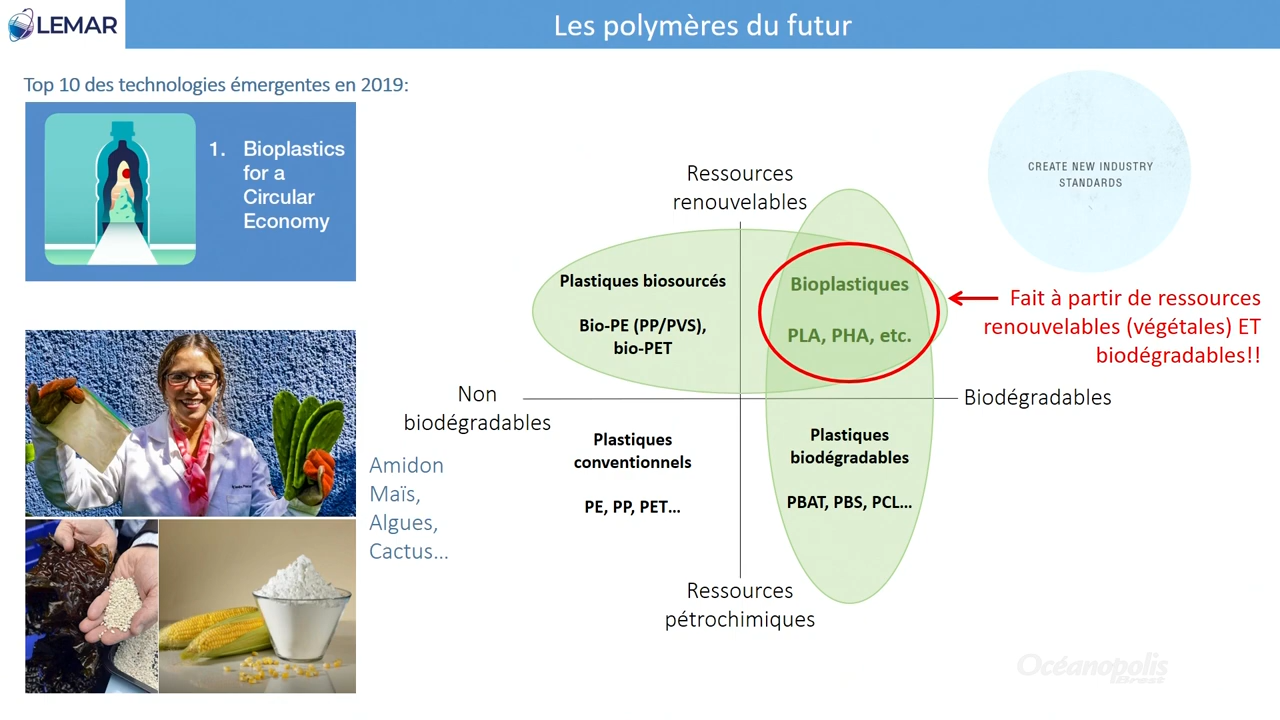 LEMAR
Les polymères du futur
Top 10 des technologies émergentes en 2019:
1. Bioplastics
for a
Circular
Economy
CREATE NEW INDUSTRY
STANDARDS
Ressources
renouvelables
Plastiques biosourcés
Bio-PE (PP/PVS),
bio-PET
Bioplastiques
PLA, PHA, etc.
Fait à partir de ressources
renouvelables (végétales) ET
biodégradables!!
Non
biodégradables
Biodégradables
Plastiques
conventionnels
PE, PP, PET...
Plastiques
biodégradables
PBAT, PBS, PCL...
Amidon
Maïs,
Algues,
Cactus...
Ressources
pétrochimiques
Océanopolis
Brest